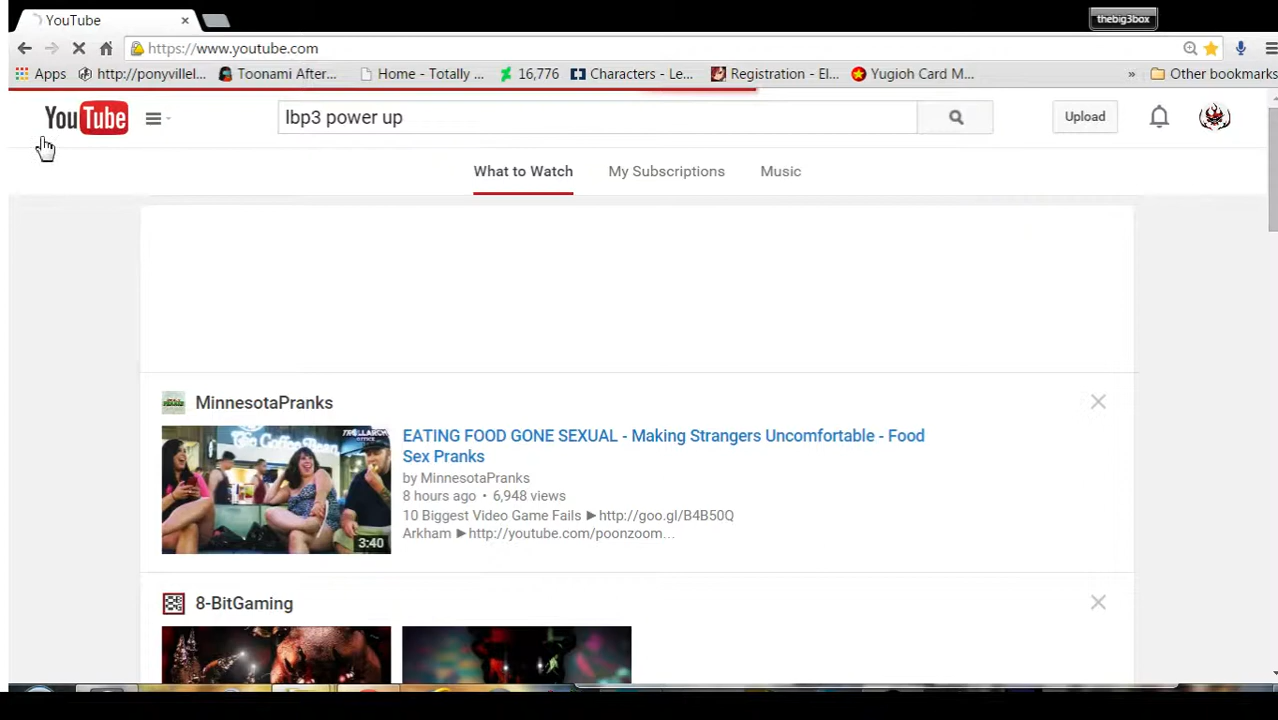 YouTube
thebig3box
https://www.youtube.com
Apps
http://ponyvillel...
Toonami After...
Home - Totally ...
16,776
Characters - Le...
Registration - El...
Yugioh Card M...
»
Other bookmarks
YouTube
lbp3 power up
Upload
What to Watch
My Subscriptions
Music
MinnesotaPranks
EATING FOOD GONE SEXUAL - Making Strangers Uncomfortable - Food
Sex Pranks
by MinnesotaPranks
8 hours ago • 6,948 views
10 Biggest Video Game Fails ►http://goo.gl/B4B50Q
Arkham ►http://youtube.com/poonzoom...
3:40
8-BitGaming